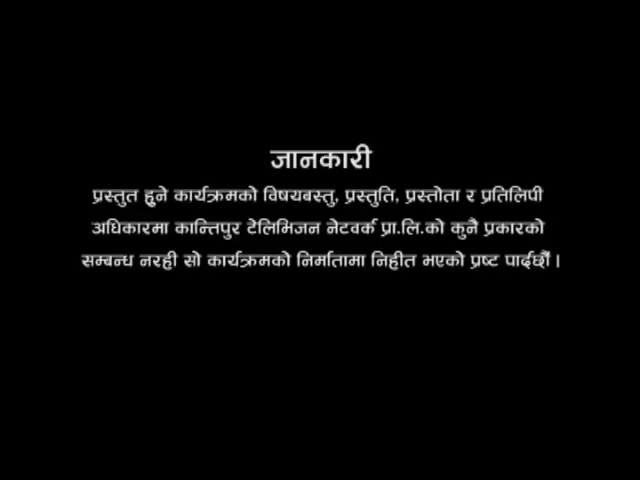 जानकारी
प्रस्तुत हुने कार्यक्रमको विषयबस्तु, प्रस्तुति, प्रस्तोता र प्रतिलिपी
अधिकारमा कान्तिपुर टेलिभिजन नेटवर्क प्रा.लि.को कुनै प्रकारको
सम्बन्ध नरही सो कार्यक्रमको निर्मातामा निहीत भएको प्रष्ट पार्दछौं ।